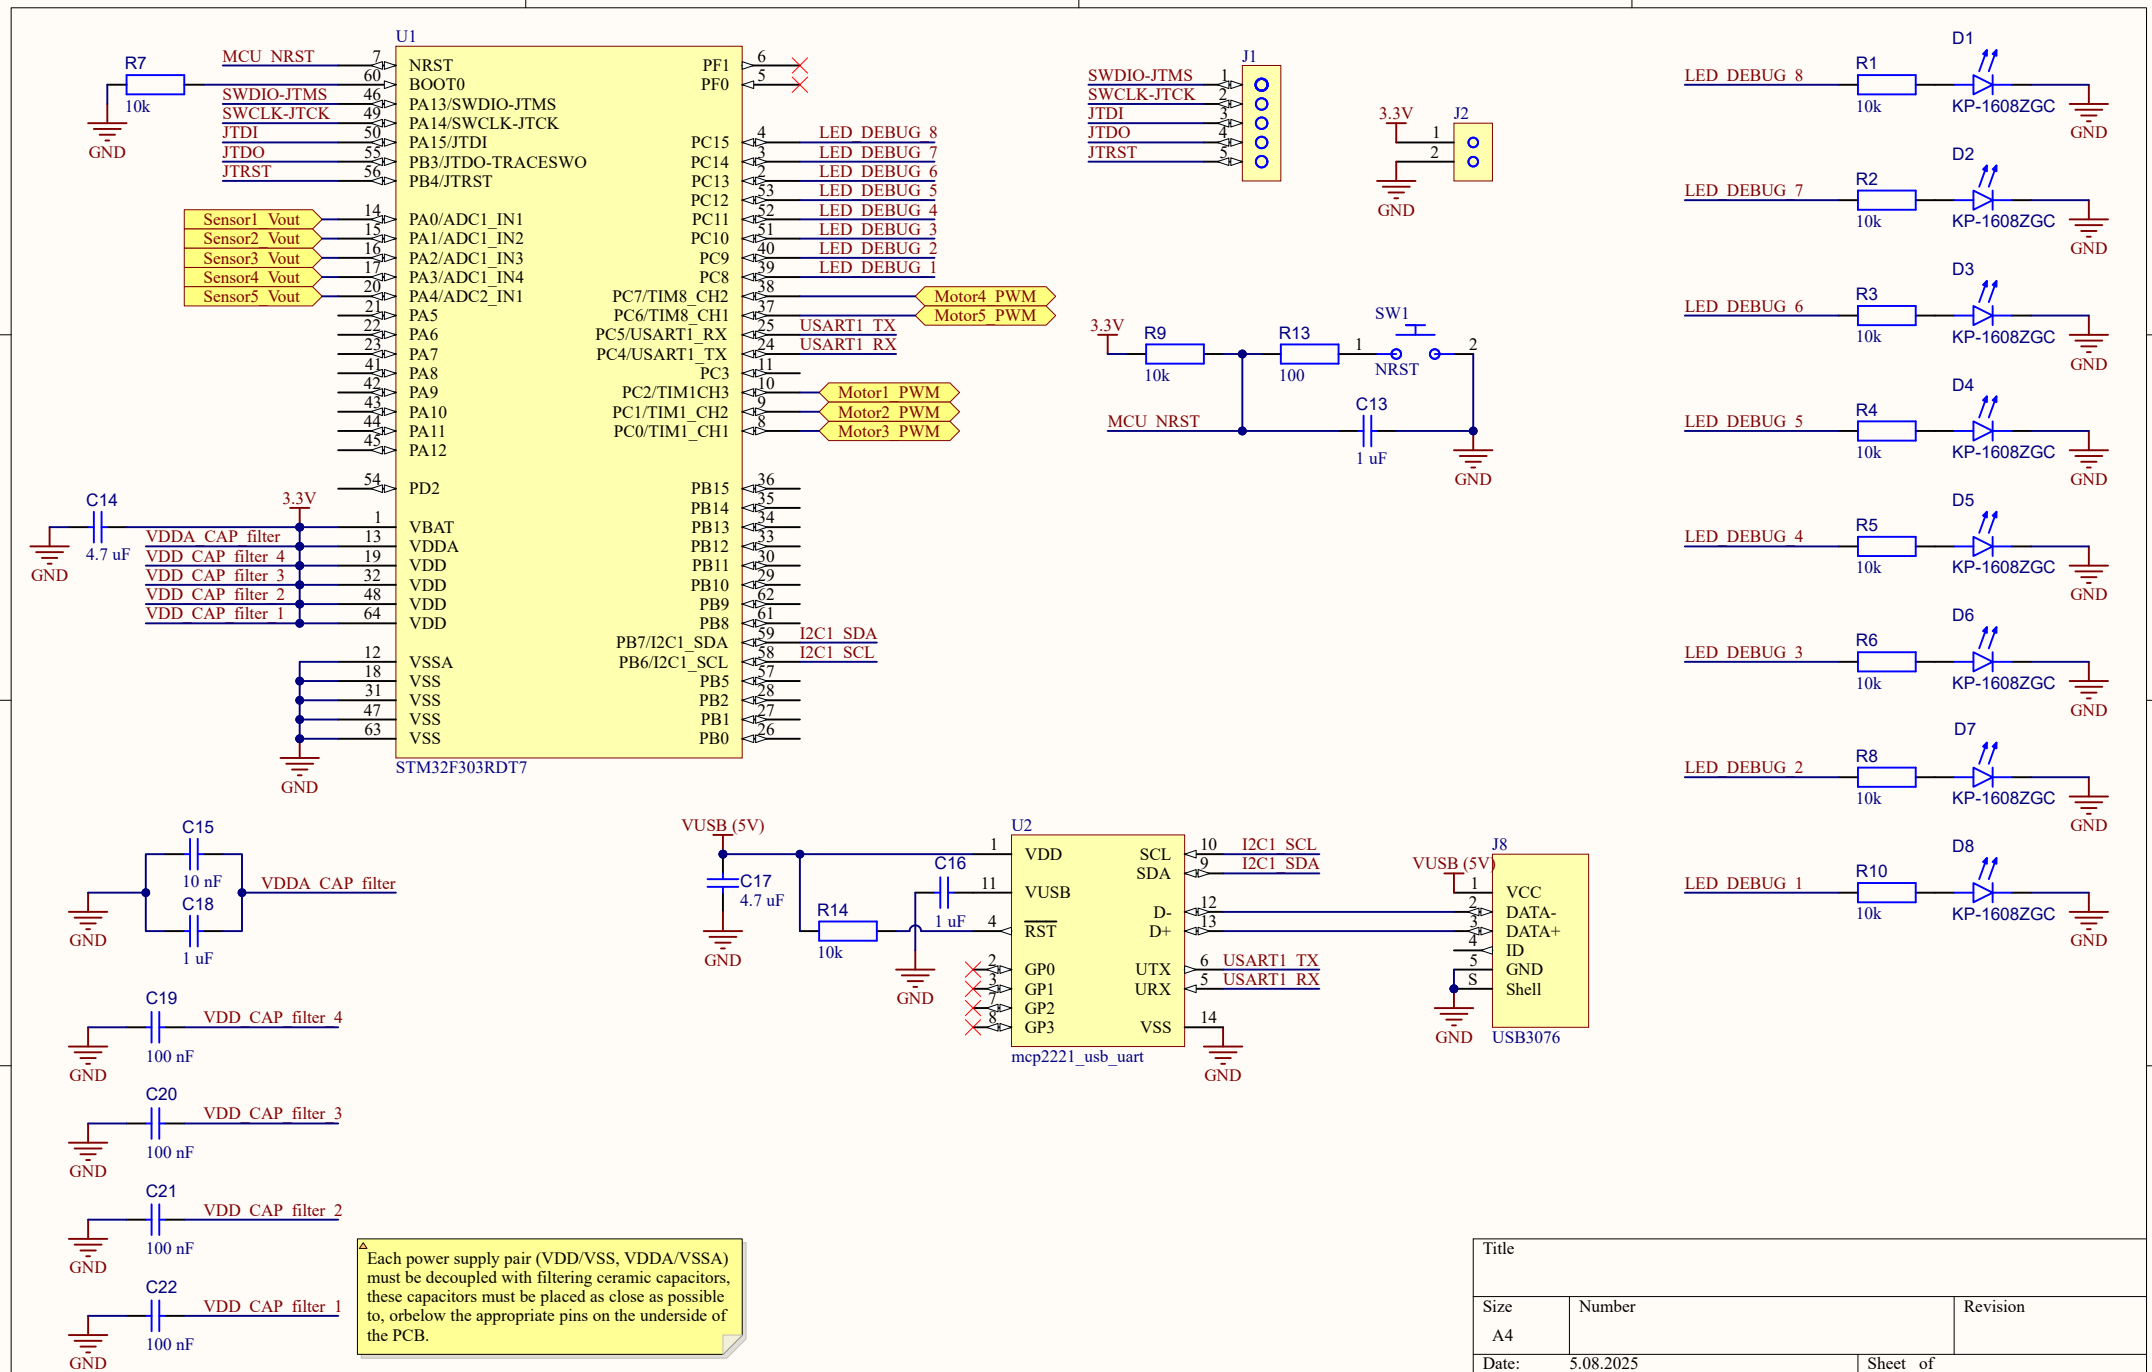 U1
MCU_NRST
7
NRST
R7
10k
GND
60
BOOT0
SWDIO-JTMS
46
PA13/SWDIO-JTMS
SWCLK-JTCK
49
PA14/SWCLK-JTCK
JTDI
50
PA15/JTDI
JTDO
55
PB3/JTDO-TRACESWO
JTRST
56
PB4/JTRST
Sensor1_Vout
14
PA0/ADC1_IN1
Sensor2_Vout
15
PA1/ADC1_IN2
Sensor3_Vout
16
PA2/ADC1_IN3
Sensor4_Vout
17
PA3/ADC1_IN4
Sensor5_Vout
20
PA4/ADC2_IN1
21
PA5
22
PA6
23
PA7
41
PA8
42
PA9
43
PA10
44
PA11
45
PA12
54
PD2
C14
4.7 uF
GND
3.3V
1
VBAT
VDDA_CAP_filter
13
VDDA
VDD_CAP_filter_4
19
VDD
VDD_CAP_filter_3
32
VDD
VDD_CAP_filter_2
48
VDD
VDD_CAP_filter_1
64
VDD
12
VSSA
18
VSS
31
VSS
47
VSS
63
VSS
GND
STM32F303RDT7
PF1
6
PF0
5
PC15
4
LED_DEBUG_8
PC14
3
LED_DEBUG_7
PC13
2
LED_DEBUG_6
PC12
53
LED_DEBUG_5
PC11
52
LED_DEBUG_4
PC10
51
LED_DEBUG_3
PC9
40
LED_DEBUG_2
PC8
39
LED_DEBUG_1
PC7/TIM8_CH2
38
Motor4_PWM
PC6/TIM8_CH1
37
Motor5_PWM
PC5/USART1_RX
25
USART1_TX
PC4/USART1_TX
24
USART1_RX
PC3
11
PC2/TIM1CH3
10
Motor1_PWM
PC1/TIM1_CH2
9
Motor2_PWM
PC0/TIM1_CH1
8
Motor3_PWM
PB15
36
PB14
35
PB13
34
PB12
33
PB11
30
PB10
29
PB9
62
PB8
61
PB7/I2C1_SDA
59
I2C1_SDA
PB6/I2C1_SCL
58
I2C1_SCL
PB5
57
PB2
28
PB1
27
PB0
26
J1
SWDIO-JTMS
1
SWCLK-JTCK
2
JTDI
3
JTDO
4
JTRST
5
3.3V
J2
1
2
GND
3.3V
R9
10k
R13
100
SW1
1
2
NRST
MCU_NRST
C13
1 uF
GND
LED_DEBUG_8
R1
10k
D1
KP-1608ZGC
GND
LED_DEBUG_7
R2
10k
D2
KP-1608ZGC
GND
LED_DEBUG_6
R3
10k
D3
KP-1608ZGC
GND
LED_DEBUG_5
R4
10k
D4
KP-1608ZGC
GND
LED_DEBUG_4
R5
10k
D5
KP-1608ZGC
GND
LED_DEBUG_3
R6
10k
D6
KP-1608ZGC
GND
LED_DEBUG_2
R8
10k
D7
KP-1608ZGC
GND
LED_DEBUG_1
R10
10k
D8
KP-1608ZGC
GND
C15
10 nF
C18
1 uF
VDDA_CAP_filter
GND
C19
VDD_CAP_filter_4
100 nF
GND
C20
VDD_CAP_filter_3
100 nF
GND
C21
VDD_CAP_filter_2
100 nF
GND
C22
VDD_CAP_filter_1
100 nF
GND
VUSB (5V)
C17
4.7 uF
GND
R14
10k
C16
1 uF
GND
U2
1
VDD
11
VUSB
4
RST
2
GP0
3
GP1
7
GP2
8
GP3
SCL
10
I2C1_SCL
SDA
9
I2C1_SDA
D-
12
D+
13
UTX
6
USART1_TX
URX
5
USART1_RX
VSS
14
GND
mcp2221_usb_uart
J8
VUSB (5V)
1
VCC
2
DATA-
3
DATA+
4
ID
5
GND
S
Shell
GND
USB3076
Each power supply pair (VDD/VSS, VDDA/VSSA)
must be decoupled with filtering ceramic capacitors,
these capacitors must be placed as close as possible
to, orbelow the appropriate pins on the underside of
the PCB.
Title
Size
Number
Revision
A4
Date:
5.08.2025
Sheet of